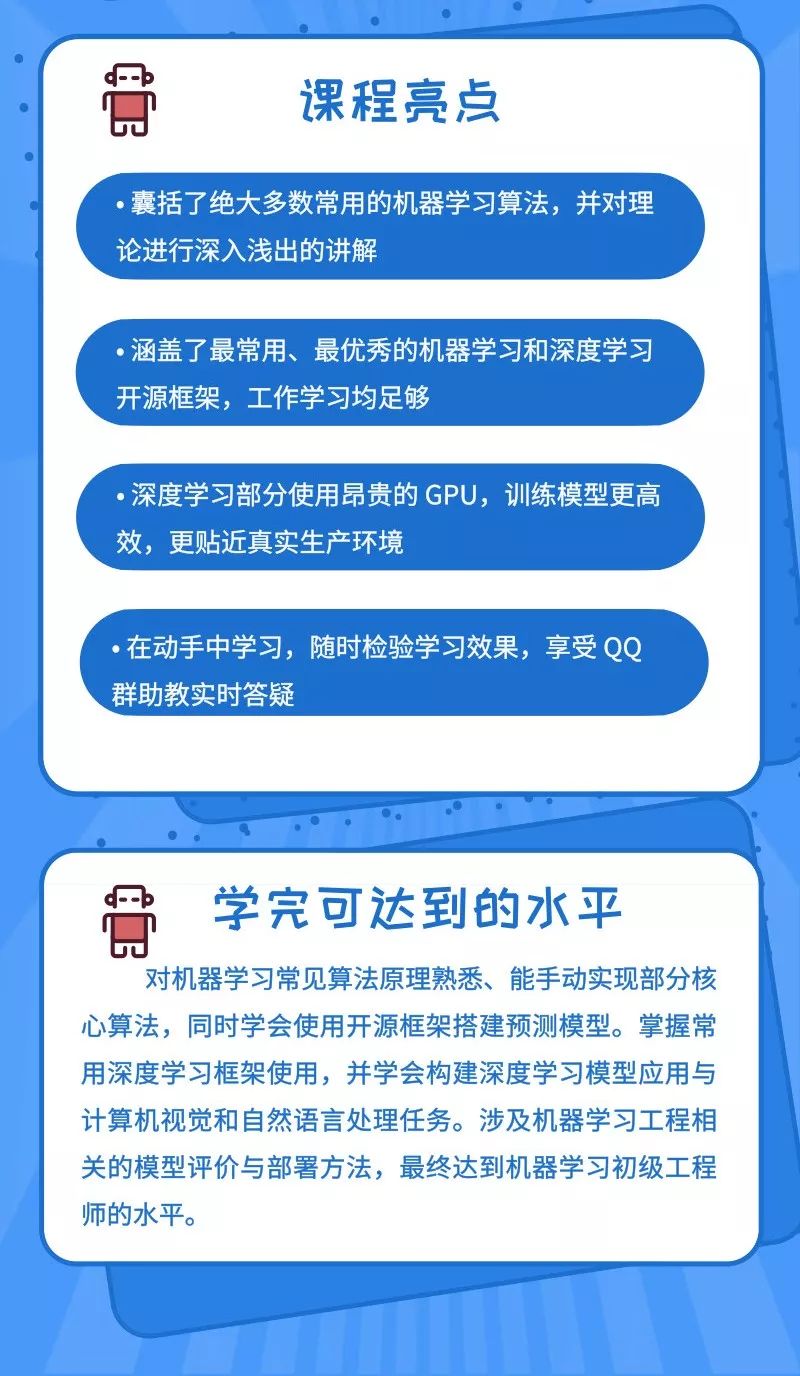 课程亮点
• 囊括了绝大多数常用的机器学习算法，并对理
论进行深入浅出的讲解
• 涵盖了最常用、最优秀的机器学习和深度学习
开源框架，工作学习均足够
• 深度学习部分使用昂贵的 GPU，训练模型更高
效，更贴近真实生产环境
• 在动手中学习，随时检验学习效果，享受 QQ
群助教实时答疑
学完可达到的水平
对机器学习常见算法原理熟悉、能手动实现部分核
心算法，同时学会使用开源框架搭建预测模型。掌握常
用深度学习框架使用，并学会构建深度学习模型应用与
计算机视觉和自然语言处理任务。涉及机器学习工程相
关的模型评价与部署方法，最终达到机器学习初级工程
师的水平。